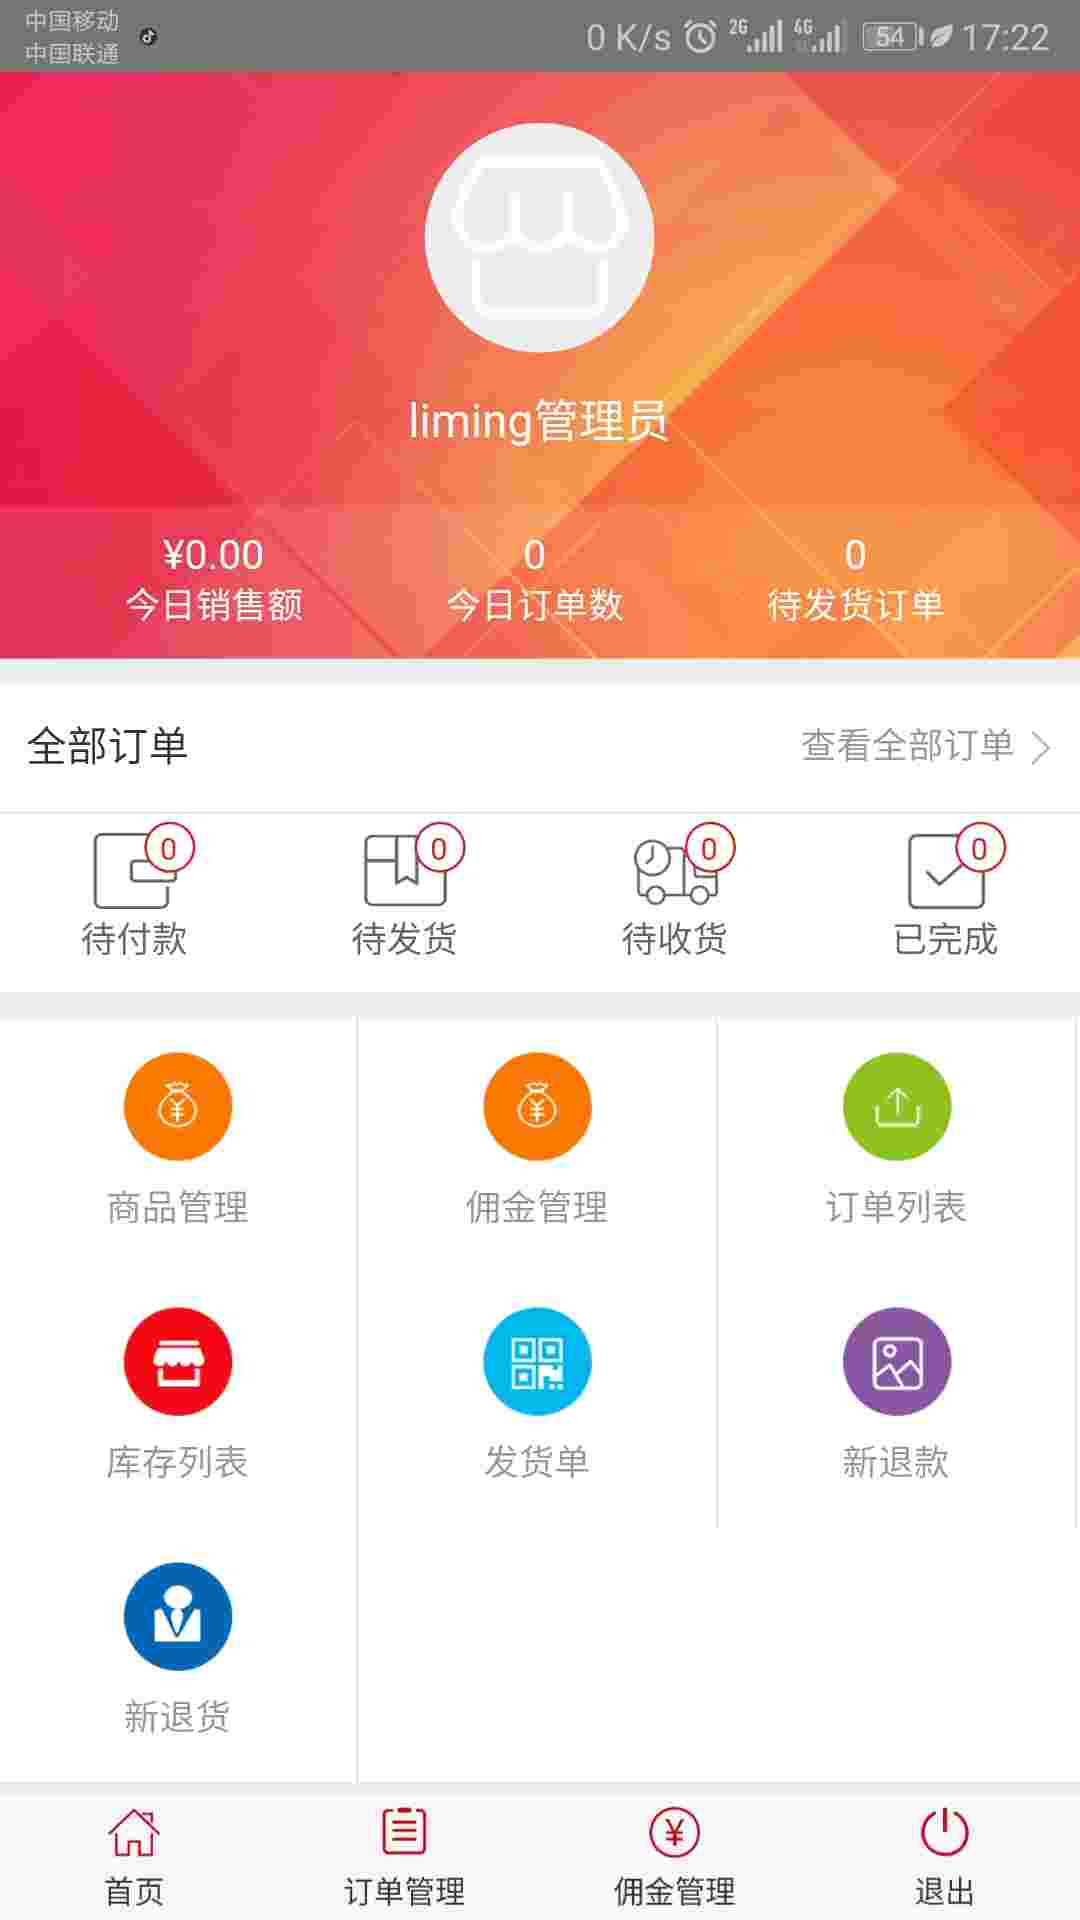 中国移动
中国联通
0 K/s 2G 4G 54 17:22
liming管理员
¥0.00 0 0
今日销售额 今日订单数 待发货订单
全部订单 查看全部订单
0 0 0 0
待付款 待发货 待收货 已完成
商品管理 佣金管理 订单列表
库存列表 发货单 新退款
新退货
首页 订单管理 佣金管理 退出